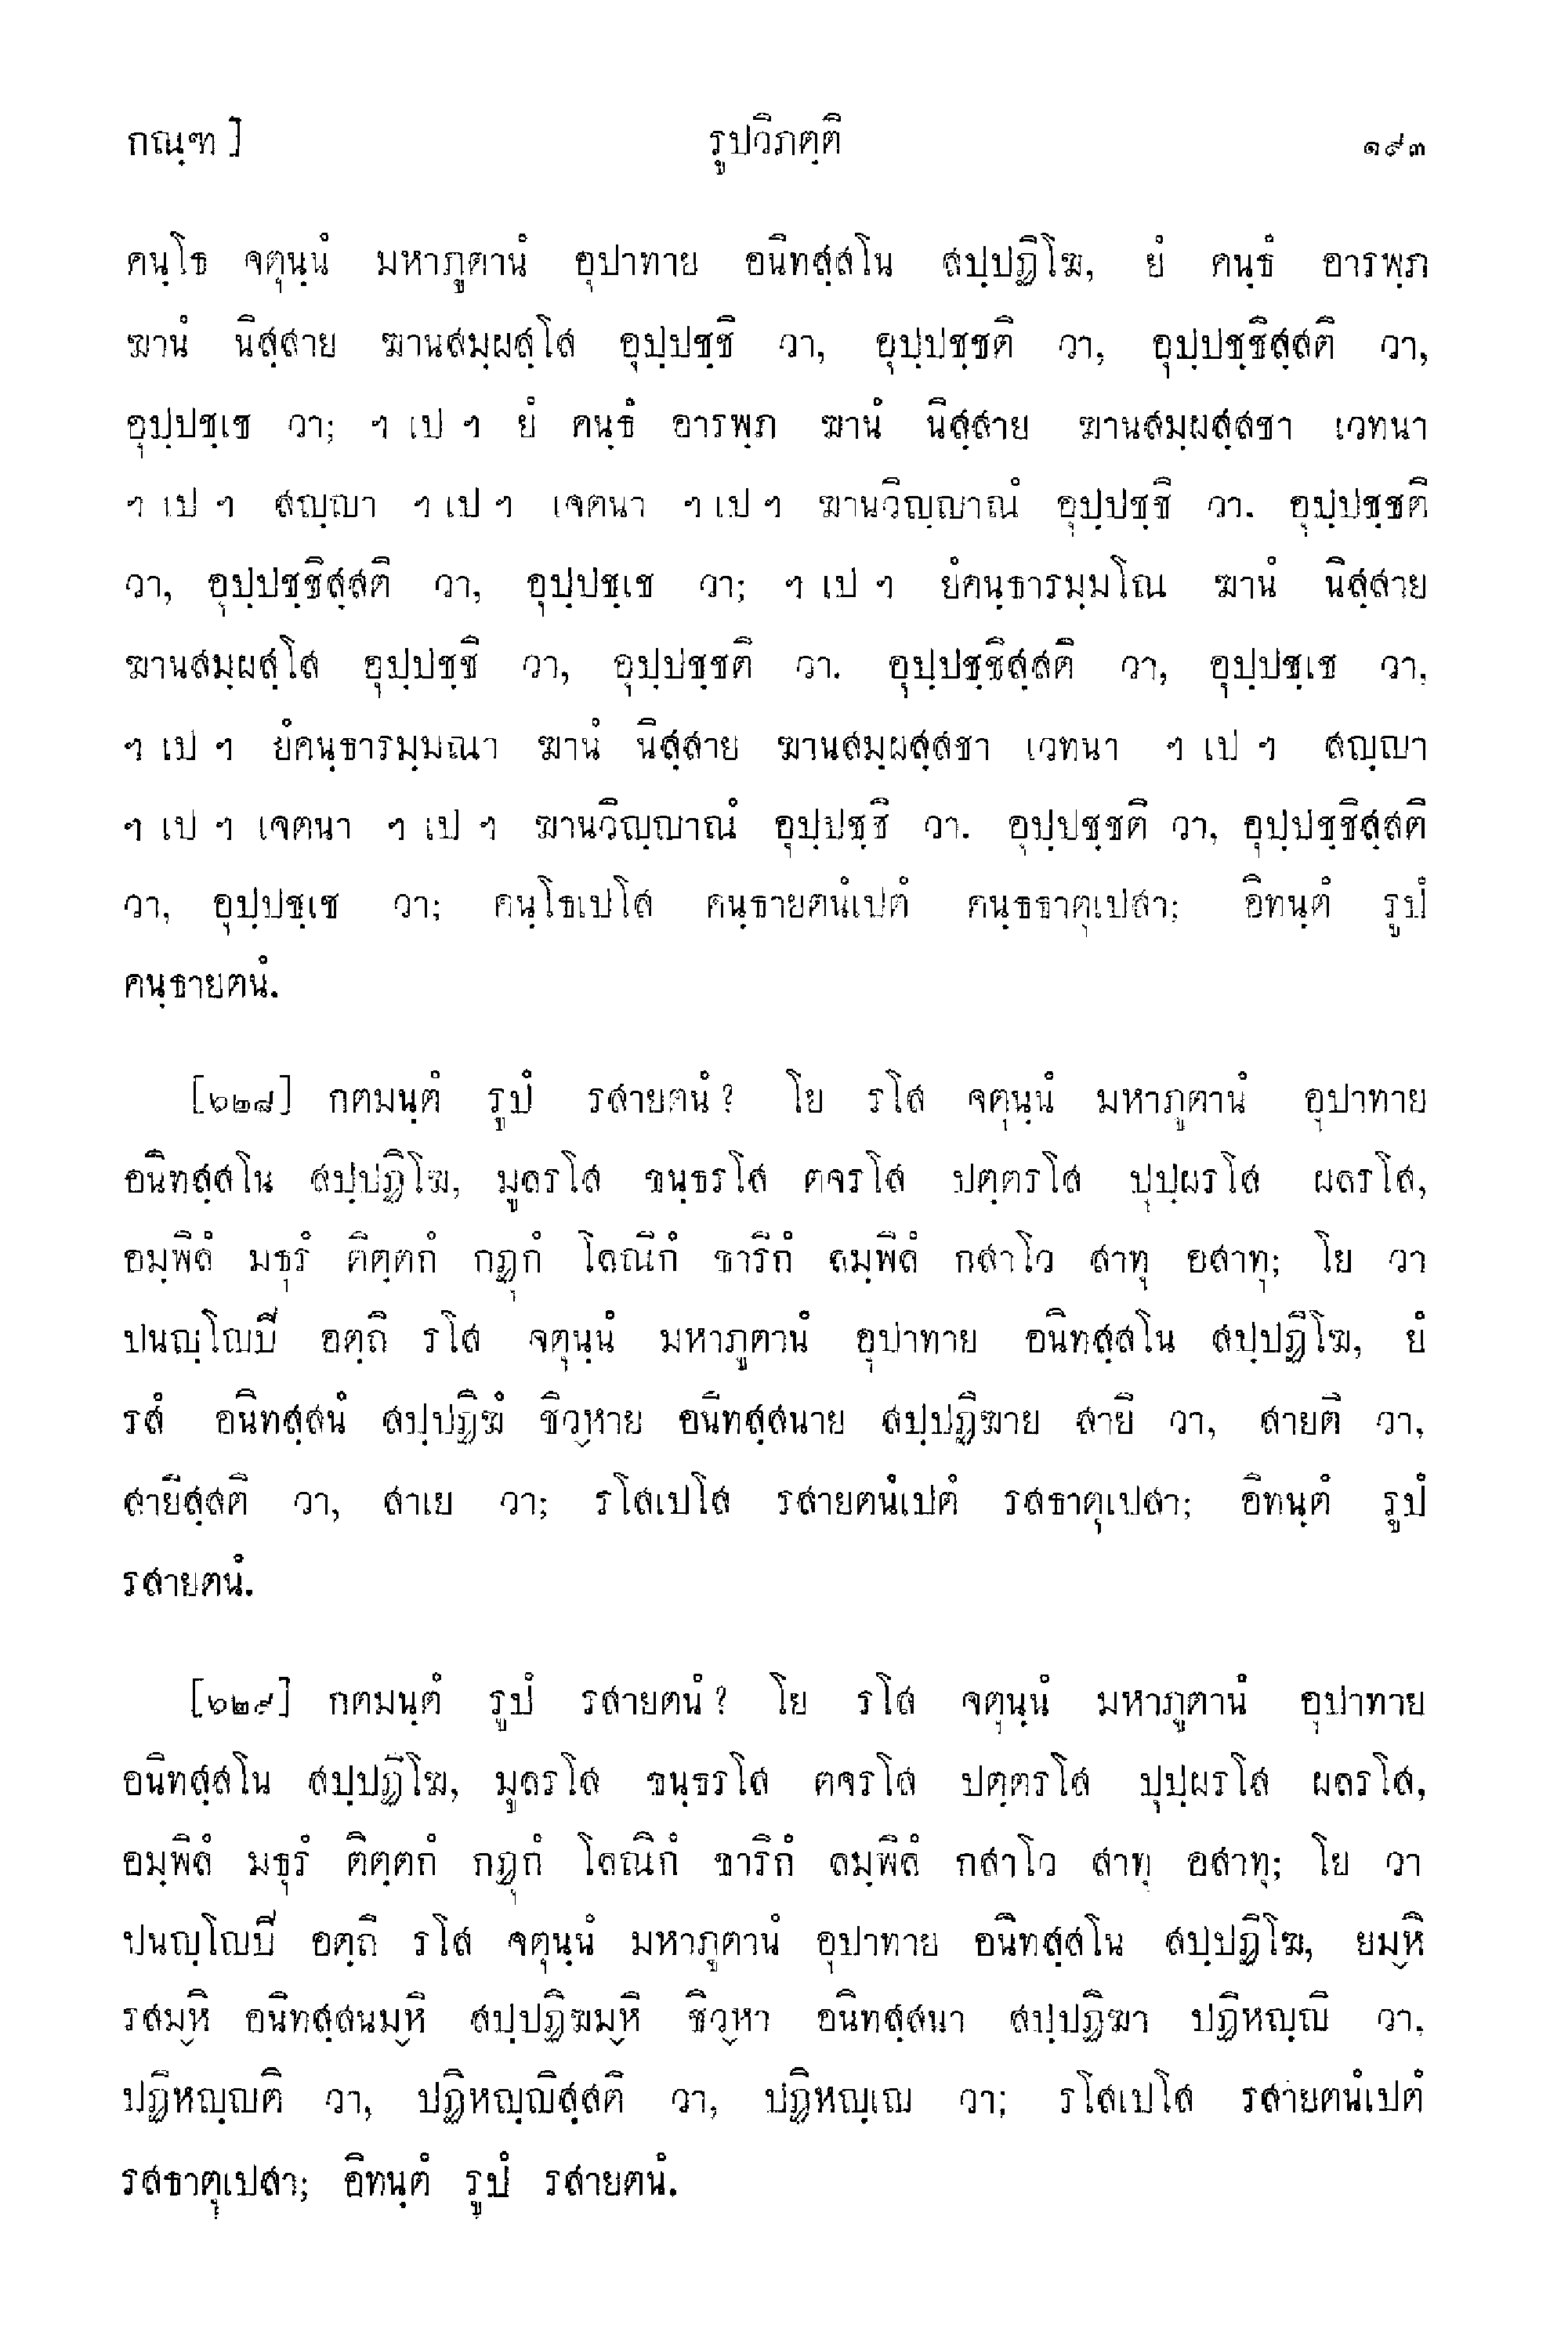 กณฺฑ ]
รูปวิภตฺติ
๑๙๓
คนฺโธ จตุนฺนํ มหาภูตานํ อุปาทาย อนิทสฺสโน สปฺปฏิโฆ, ยํ คนฺธํ อารพฺภ
ฆานํ นิสฺสาย ฆานสมฺผสฺโส อุปฺปชฺชิ วา, อุปฺปชฺชติ วา, อุปฺปชฺชิสฺสติ วา,
อุปฺปชฺเช วา; ฯ เป ฯ ยํ คนฺธํ อารพฺภ ฆานํ นิสฺสาย ฆานสมฺผสฺสชา เวทนา
ฯ เป ฯ สญฺญา ฯ เป ฯ เจตนา ฯ เป ฯ ฆานวิญฺญาณํ อุปฺปชฺชิ วา. อุปฺปชฺชติ
วา, อุปฺปชฺชิสฺสติ วา, อุปฺปชฺเช วา; ฯ เป ฯ ยํคนฺธารมฺมโณ ฆานํ นิสฺสาย
ฆานสมฺผสฺโส อุปฺปชฺชิ วา, อุปฺปชฺชติ วา. อุปฺปชฺชิสฺสติ วา, อุปฺปชฺเช วา,
ฯ เป ฯ ยํคนฺธารมฺมณา ฆานํ นิสฺสาย ฆานสมฺผสฺสชา เวทนา ฯ เป ฯ สญฺญา
ฯ เป ฯ เจตนา ฯ เป ฯ ฆานวิญฺญาณํ อุปฺปชฺชิ วา. อุปฺปชฺชติ วา, อุปฺปชฺชิสฺสติ
วา, อุปฺปชฺเช วา; คนฺโธเปโส คนฺธายตนํเปตํ คนฺธธาตุเปสา; อิทนฺตํ รูปํ
คนฺธายตนํ.
[๖๒๘] กตมนฺตํ รูปํ รสายตนํ? โย รโส จตุนฺนํ มหาภูตานํ อุปาทาย
อนิทสฺสโน สปฺปฏิโฆ, มูลรโส ขนฺธรโส ตจรโส ปตฺตรโส ปุปฺผรโส ผลรโส,
อมฺพิลํ มธุรํ ติตฺตกํ กฏุกํ โลณิกํ ขาริกํ ลมฺพิลํ กสาโว สาทุ อสาทุ; โย วา
ปนญฺโญปิ อตฺถิ รโส จตุนฺนํ มหาภูตานํ อุปาทาย อนิทสฺสโน สปฺปฏิโฆ, ยํ
รสํ อนิทสฺสนํ สปฺปฏิฆํ ชิวฺหาย อนิทสฺสนาย สปฺปฏิฆาย สายิ วา, สายติ วา,
สายิสฺสติ วา, สาเย วา; รโสเปโส รสายตนํเปตํ รสธาตุเปสา; อิทนฺตํ รูปํ
รสายตนํ.
[๖๒๙] กตมนฺตํ รูปํ รสายตนํ? โย รโส จตุนฺนํ มหาภูตานํ อุปาทาย
อนิทสฺสโน สปฺปฏิโฆ, มูลรโส ขนฺธรโส ตจรโส ปตฺตรโส ปุปฺผรโส ผลรโส,
อมฺพิลํ มธุรํ ติตฺตกํ กฏุกํ โลณิกํ ขาริกํ ลมฺพิลํ กสาโว สาทุ อสาทุ; โย วา
ปนญฺโญปิ อตฺถิ รโส จตุนฺนํ มหาภูตานํ อุปาทาย อนิทสฺสโน สปฺปฏิโฆ, ยมฺหิ
รสมฺหิ อนิทสฺสนมฺหิ สปฺปฏิฆมฺหิ ชิวฺหา อนิทสฺสนา สปฺปฏิฆา ปฏิหญฺญิ วา,
ปฏิหญฺญติ วา, ปฏิหญฺญิสฺสติ วา, ปฏิหญฺเญ วา; รโสเปโส รสายตนํเปตํ
รสธาตุเปสา; อิทนฺตํ รูปํ รสายตนํ.